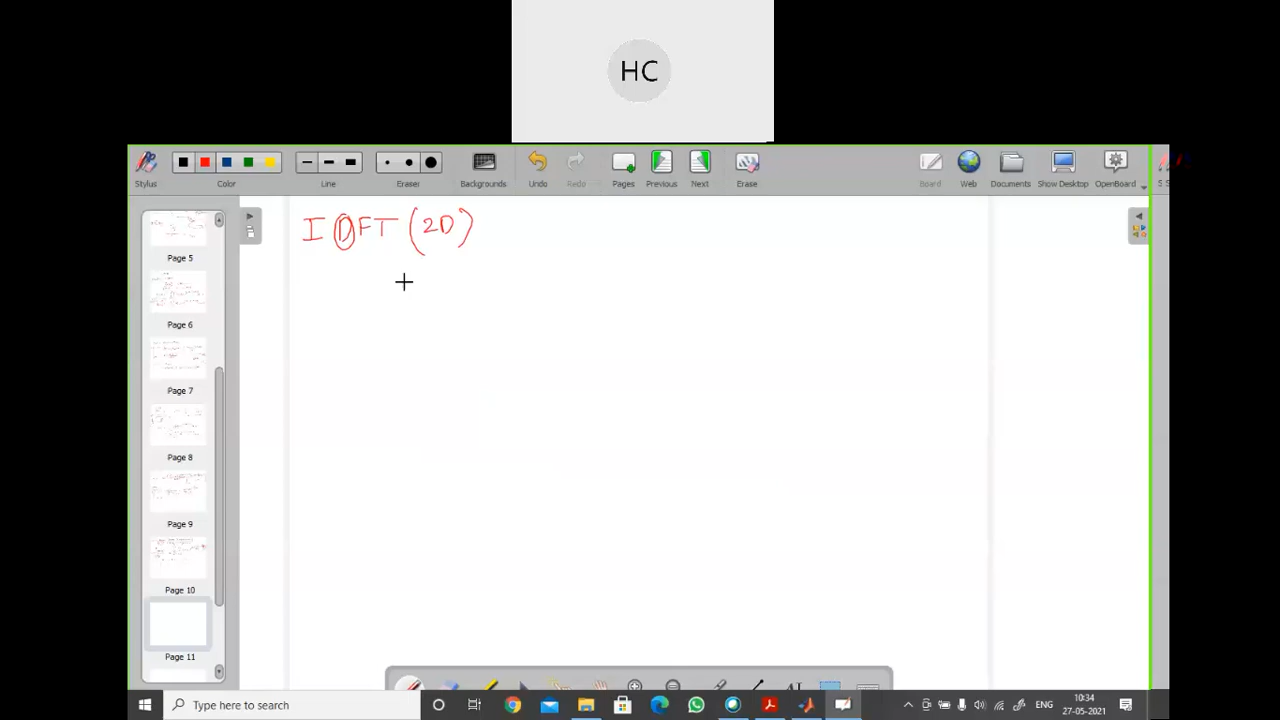 HC
Stylus
Color
Line
Eraser
Backgrounds
Undo
Redo
Pages
Previous
Next
Erase
Board
Web
Documents
Show Desktop
OpenBoard
I DFT (2D)
Page 5
Page 6
Page 7
Page 8
Page 9
Page 10
Page 11
Type here to search
ENG
10:34
27-05-2021